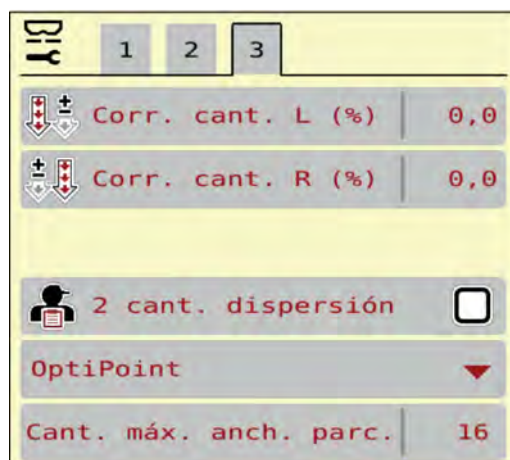 1 2 3
Corr. cant. L (%) 0,0
Corr. cant. R (%) 0,0
2 cant. dispersión
OptiPoint
Cant. máx. anch. parc. 16